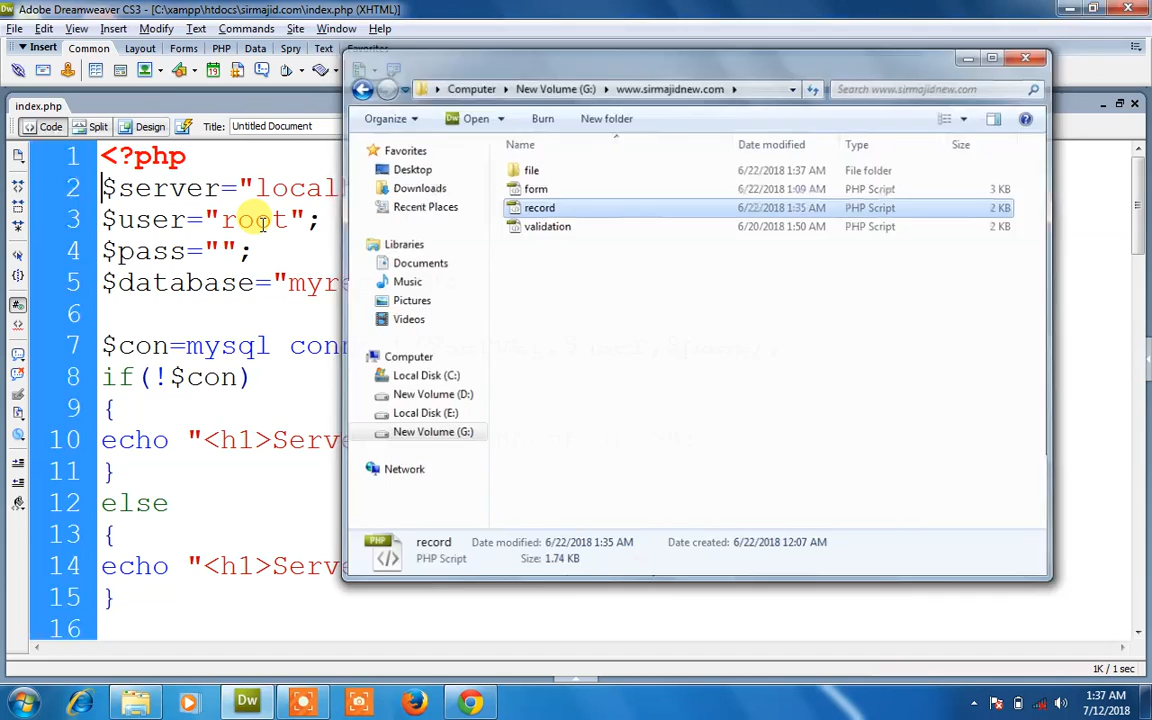 Adobe Dreamweaver CS3 - [C:\xampp\htdocs\sirmajid.com\index.php (XHTML)]
File Edit View Insert Modify Text Commands Site Window Help
Insert Common Layout Forms PHP Data Spry Text
Computer New Volume (G:) www.sirmajidnew.com Search www.sirmajidnew.com
index.php
Code Split Design Title: Untitled Document
Organize Open Burn New folder
Name Date modified Type Size
Favorites
Desktop
Downloads
Recent Places
Libraries
Documents
Music
Pictures
Videos
Computer
Local Disk (C:)
New Volume (D:)
Local Disk (E:)
New Volume (G:)
Network
file 6/22/2018 1:37 AM File folder
form 6/22/2018 1:09 AM PHP Script 3 KB
record 6/22/2018 1:35 AM PHP Script 2 KB
validation 6/20/2018 1:50 AM PHP Script 2 KB
PHP
record Date modified: 6/22/2018 1:35 AM Date created: 6/22/2018 12:07 AM
PHP Script Size: 1.74 KB
1 <?php
2 $server="local
3 $user="root";
4 $pass="";
5 $database="myre
6
7 $con=mysql conn
8 if(!$con)
9 {
10 echo "<h1>Serve
11 }
12 else
13 {
14 echo "<h1>Serve
15 }
16
1K / 1 sec
Dw
1:37 AM
7/12/2018